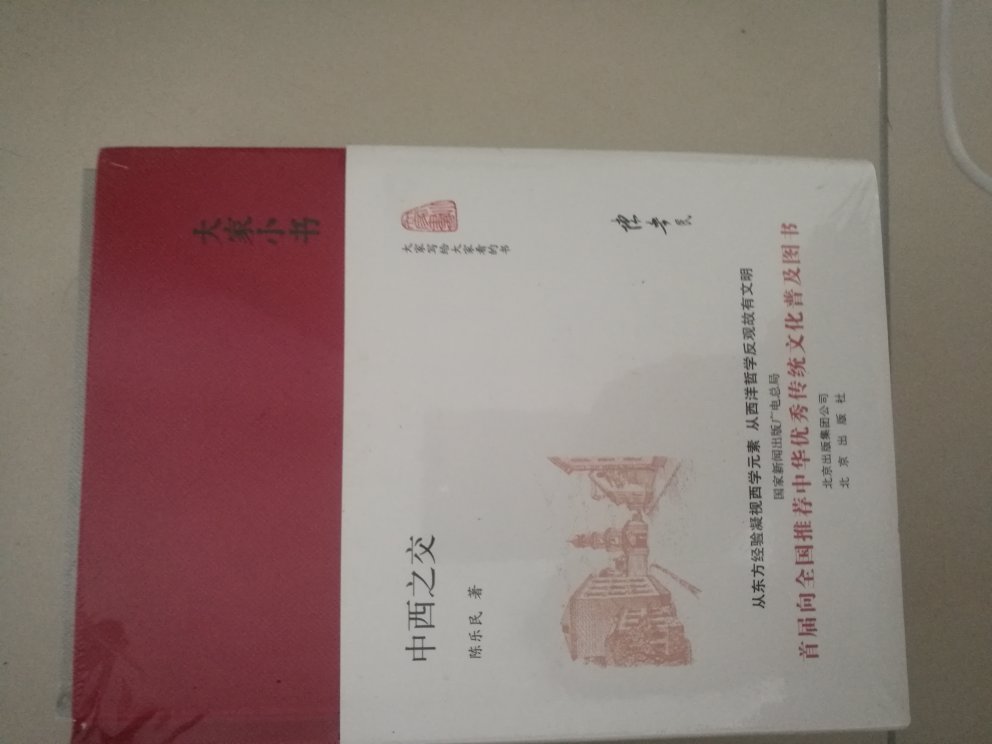 大家小书
大家写给大家看的书
中西之交
陈乐民 著
陈乐民
从东方经验凝视西学元素 从西洋哲学反观故有文明
国家新闻出版广电总局
首届向全国推荐中华优秀传统文化普及图书
北京出版集团公司
北京出版社